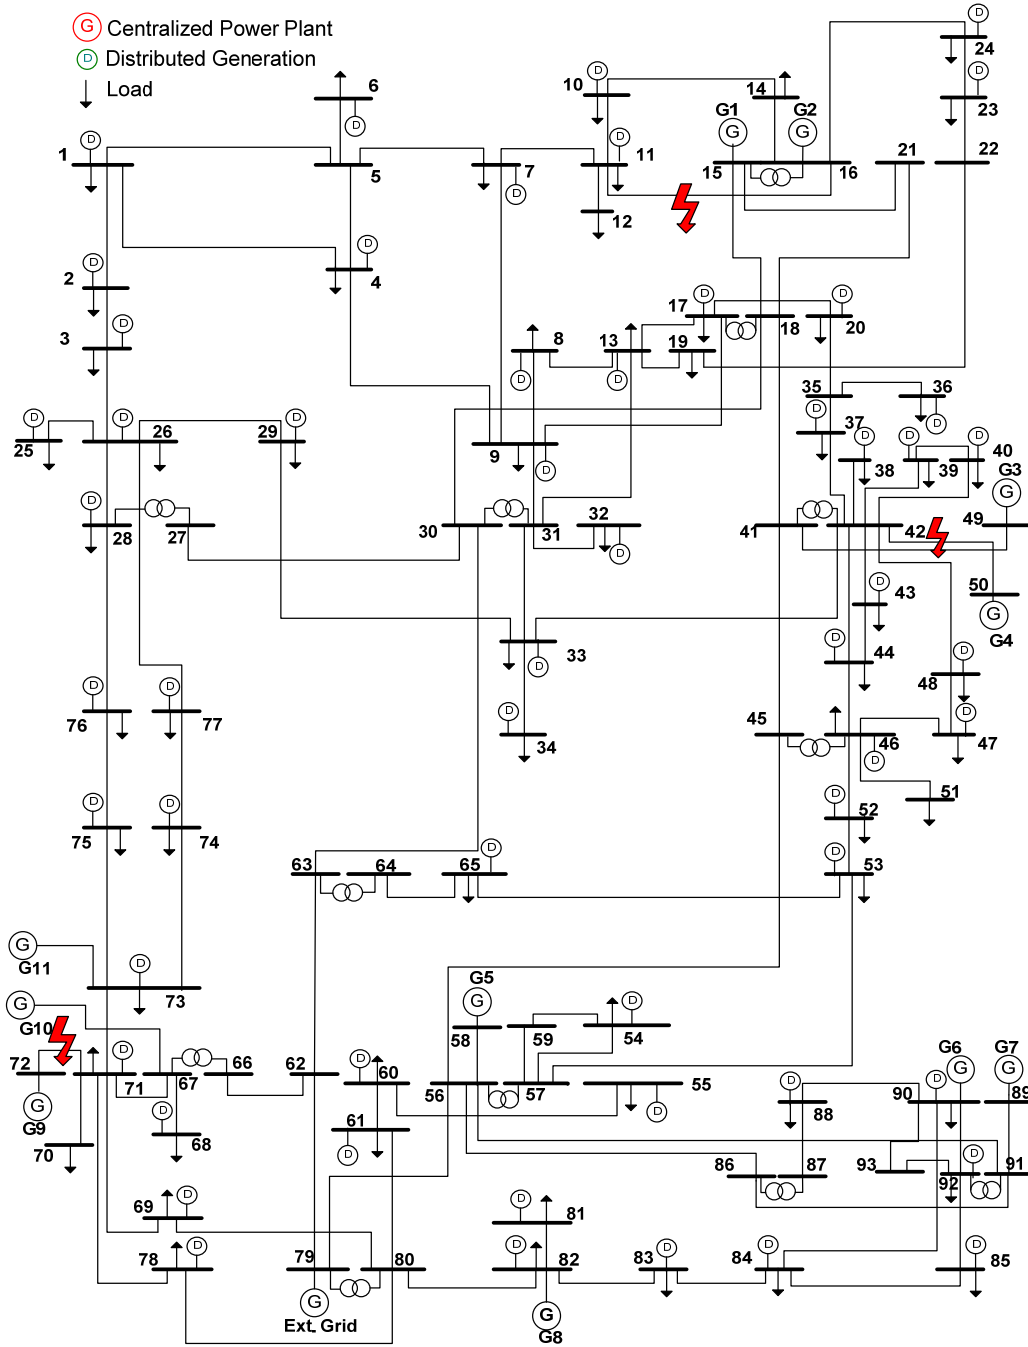 G Centralized Power Plant
D Distributed Generation
Load
6
D
1
D
5
7
D
10
D
D
11
12
14
G1
G2
G
G
15
16
21
22
D
24
D
23
2
D
3
D
D
4
8
D
13
D
17
D
19
18
D
20
9
D
35
36
D
37
D
D
38
D
39
D
40
G3
G
49
25
D
26
D
29
D
28
D
27
30
31
32
D
41
42
50
G
G4
D
43
D
44
33
D
34
D
D
48
D
47
45
46
D
51
76
D
77
D
75
D
74
D
D
52
D
53
63
64
65
D
G
G11
D
73
G
G10
72
G
G9
70
D
71
67
66
D
68
62
D
60
61
D
G5
G
58
59
54
D
56
57
55
D
G6
G
G7
G
D
90
89
D
88
86
87
93
D
92
91
69
D
78
D
79
80
G
Ext. Grid
D
81
D
82
G
G8
D
83
D
84
D
85